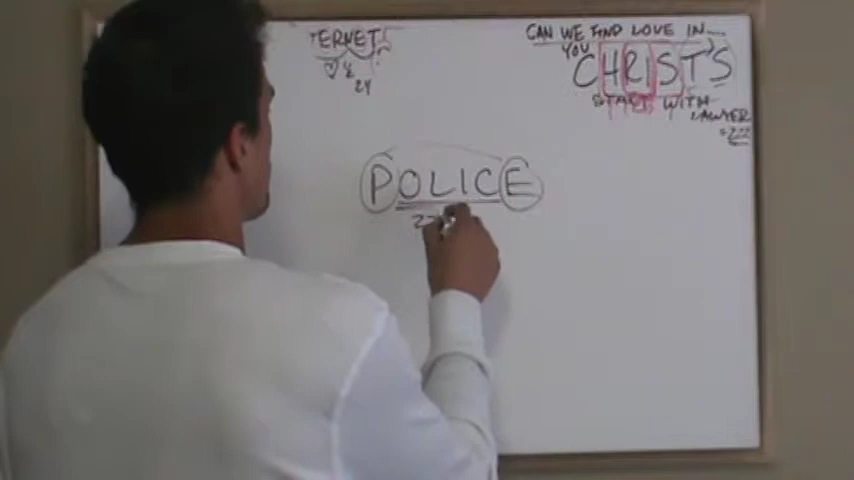 TERNET
24
CAN WE FIND LOVE IN....
YOU
CHRIST'S
START WITH
LAWYER
POLICE